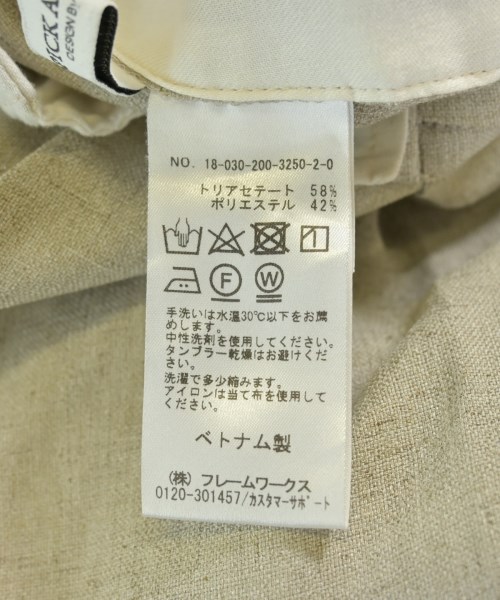 PICK A
DESIGN BY
NO. 18-030-200-3250-2-0
トリアセテート 58%
ポリエステル 42%
F W
手洗いは水温30℃以下をお薦
めします。
中性洗剤を使用してください。
タンブラー乾燥はお避けくだ
さい。
洗濯で多少縮みます。
アイロンは当て布を使用して
ください。
ベトナム製
(株) フレームワークス
0120-301457/カスタマーサポート